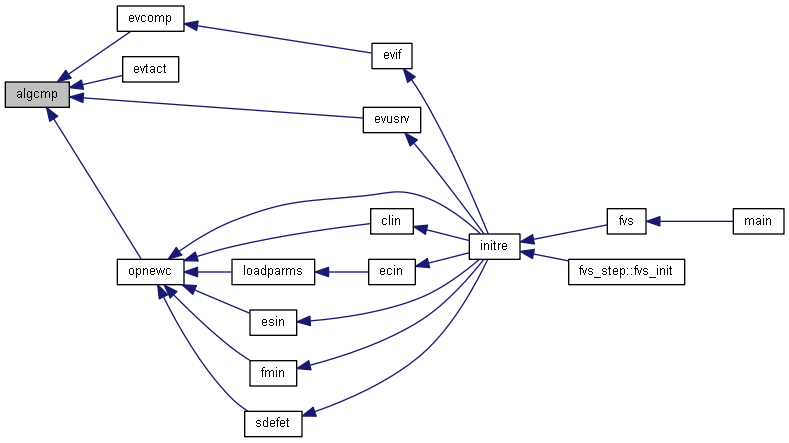 evcomp
evif
evtact
algcmp
evusrv
clin
fvs
main
initre
opnewc
loadparms
ecin
fvs_step::fvs_init
esin
fmin
sdefet